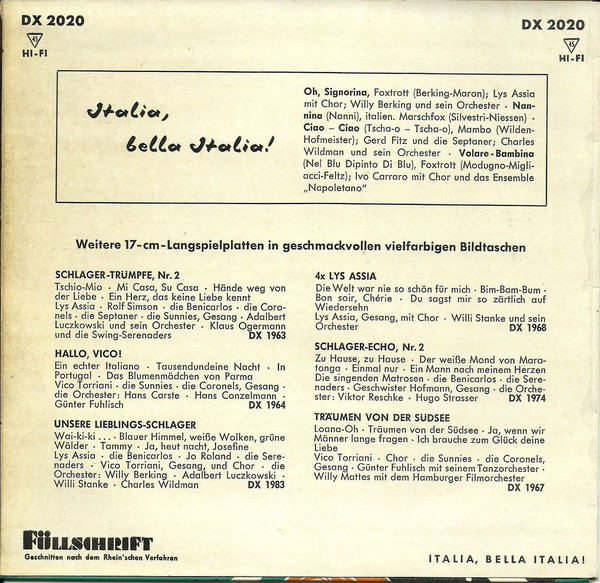 DX 2020
45
HI-FI
DX 2020
45
HI-FI
Italia,
bella Italia!
Oh, Signorina, Foxtrott (Berking-Maron); Lys Assia
mit Chor; Willy Berking und sein Orchester · Nan-
nina (Nanni), italien. Marschfox (Silvestri-Niessen) ·
Ciao – Ciao (Tscha-o – Tscha-o), Mambo (Wilden-
Hofmeister); Gerd Fitz und die Septaner; Charles
Wildman und sein Orchester · Volare-Bambina
(Nel Blu Dipinto Di Blu), Foxtrott (Modugno-Migli-
acci-Feltz); Ivo Carraro mit Chor und das Ensemble
„Napoletano“
Weitere 17-cm-Langspielplatten in geschmackvollen vielfarbigen Bildtaschen
SCHLAGER-TRÜMPFE, Nr. 2
Tschio-Mio · Mi Casa, Su Casa · Hände weg von
der Liebe · Ein Herz, das keine Liebe kennt
Lys Assia · Rolf Simson · die Benicarlos · die Coro-
nels · die Septaner · die Sunnies, Gesang · Adalbert
Luczkowski und sein Orchester · Klaus Ogermann
und die Swing-Serenaders DX 1963
HALLO, VICO!
Ein echter Italiano · Tausendundeine Nacht · In
Portugal · Das Blumenmädchen von Parma
Vico Torriani · die Sunnies · die Coronels, Gesang ·
die Orchester: Hans Carste · Hans Conzelmann ·
Günter Fuhlisch DX 1964
UNSERE LIEBLINGS-SCHLAGER
Wai-ki-ki .... · Blauer Himmel, weiße Wolken, grüne
Wälder · Tammy · Ja, heut nacht, Josefine
Lys Assia · die Benicarlos · Jo Roland · die Sere-
naders · Vico Torriani, Gesang, und Chor · die
Orchester: Willy Berking · Adalbert Luczkowski ·
Willi Stanke · Charles Wildman DX 1983
4x LYS ASSIA
Die Welt war nie so schön für mich · Bim-Bam-Bum ·
Bon soir, Chérie · Du sagst mir so zärtlich auf
Wiedersehn
Lys Assia, Gesang, mit Chor · Willi Stanke und sein
Orchester DX 1968
SCHLAGER-ECHO, Nr. 2
Zu Hause, zu Hause · Der weiße Mond von Mara-
tonga · Einmal nur · Ein Mann nach meinem Herzen
Die singenden Matrosen · die Benicarlos · die Sere-
naders · Geschwister Hofmann, Gesang · die Orche-
ster: Viktor Reschke · Hugo Strasser DX 1974
TRÄUMEN VON DER SÜDSEE
Loana-Oh · Träumen von der Südsee · Ja, wenn wir
Männer lange fragen · Ich brauche zum Glück deine
Liebe
Vico Torriani · Chor · die Sunnies · die Coronels,
Gesang · Günter Fuhlisch mit seinem Tanzorchester ·
Willy Mattes mit dem Hamburger Filmorchester
DX 1967
FÜLLSCHRIFT
Geschnitten nach dem Rhein'schen Verfahren
ITALIA, BELLA ITALIA!